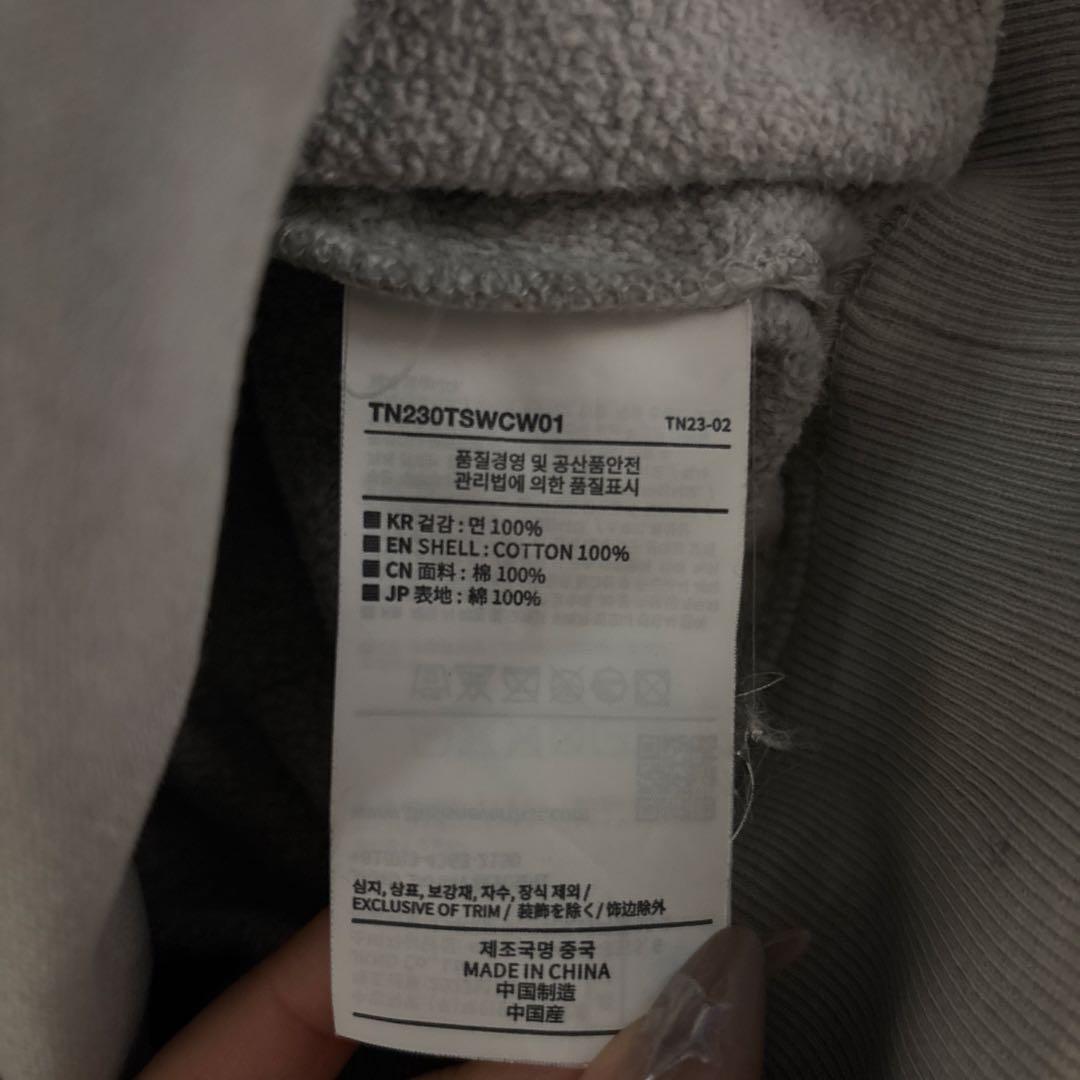 TN230TSWCW01 TN23-02
품질경영 및 공산품안전
관리법에 의한 품질표시
KR 겉감 : 면 100%
EN SHELL : COTTON 100%
CN 面料 : 棉 100%
JP 表地 : 綿 100%
심지, 상표, 보강재, 자수, 장식 제외 /
EXCLUSIVE OF TRIM / 装飾を除く / 饰边除外
제조국명 중국
MADE IN CHINA
中国制造
中国産